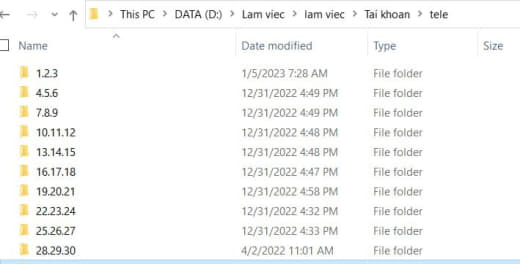 This PC > DATA (D:) > Lam viec > lam viec > Tai khoan > tele
Name Date modified Type Size
1.2.3 1/5/2023 7:28 AM File folder
4.5.6 12/31/2022 4:49 PM File folder
7.8.9 12/31/2022 4:49 PM File folder
10.11.12 12/31/2022 4:48 PM File folder
13.14.15 12/31/2022 4:48 PM File folder
16.17.18 12/31/2022 4:47 PM File folder
19.20.21 12/31/2022 4:58 PM File folder
22.23.24 12/31/2022 4:32 PM File folder
25.26.27 12/31/2022 4:33 PM File folder
28.29.30 4/2/2022 11:01 AM File folder